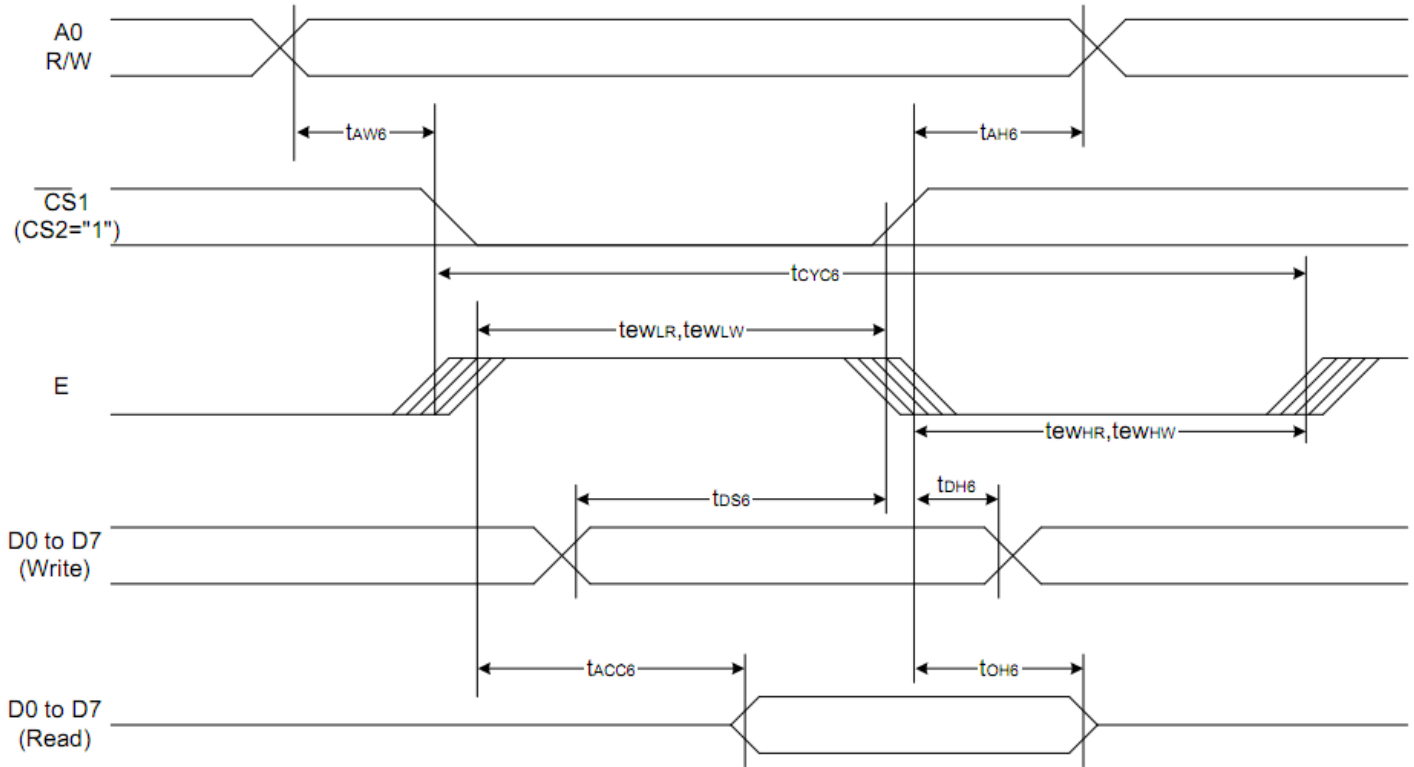 A0
R/W
tAW6
tAH6
CS1
(CS2="1")
tCYC6
tewLR,tewLW
E
tewHR,tewHW
tDS6
tDH6
D0 to D7
(Write)
tACC6
tOH6
D0 to D7
(Read)